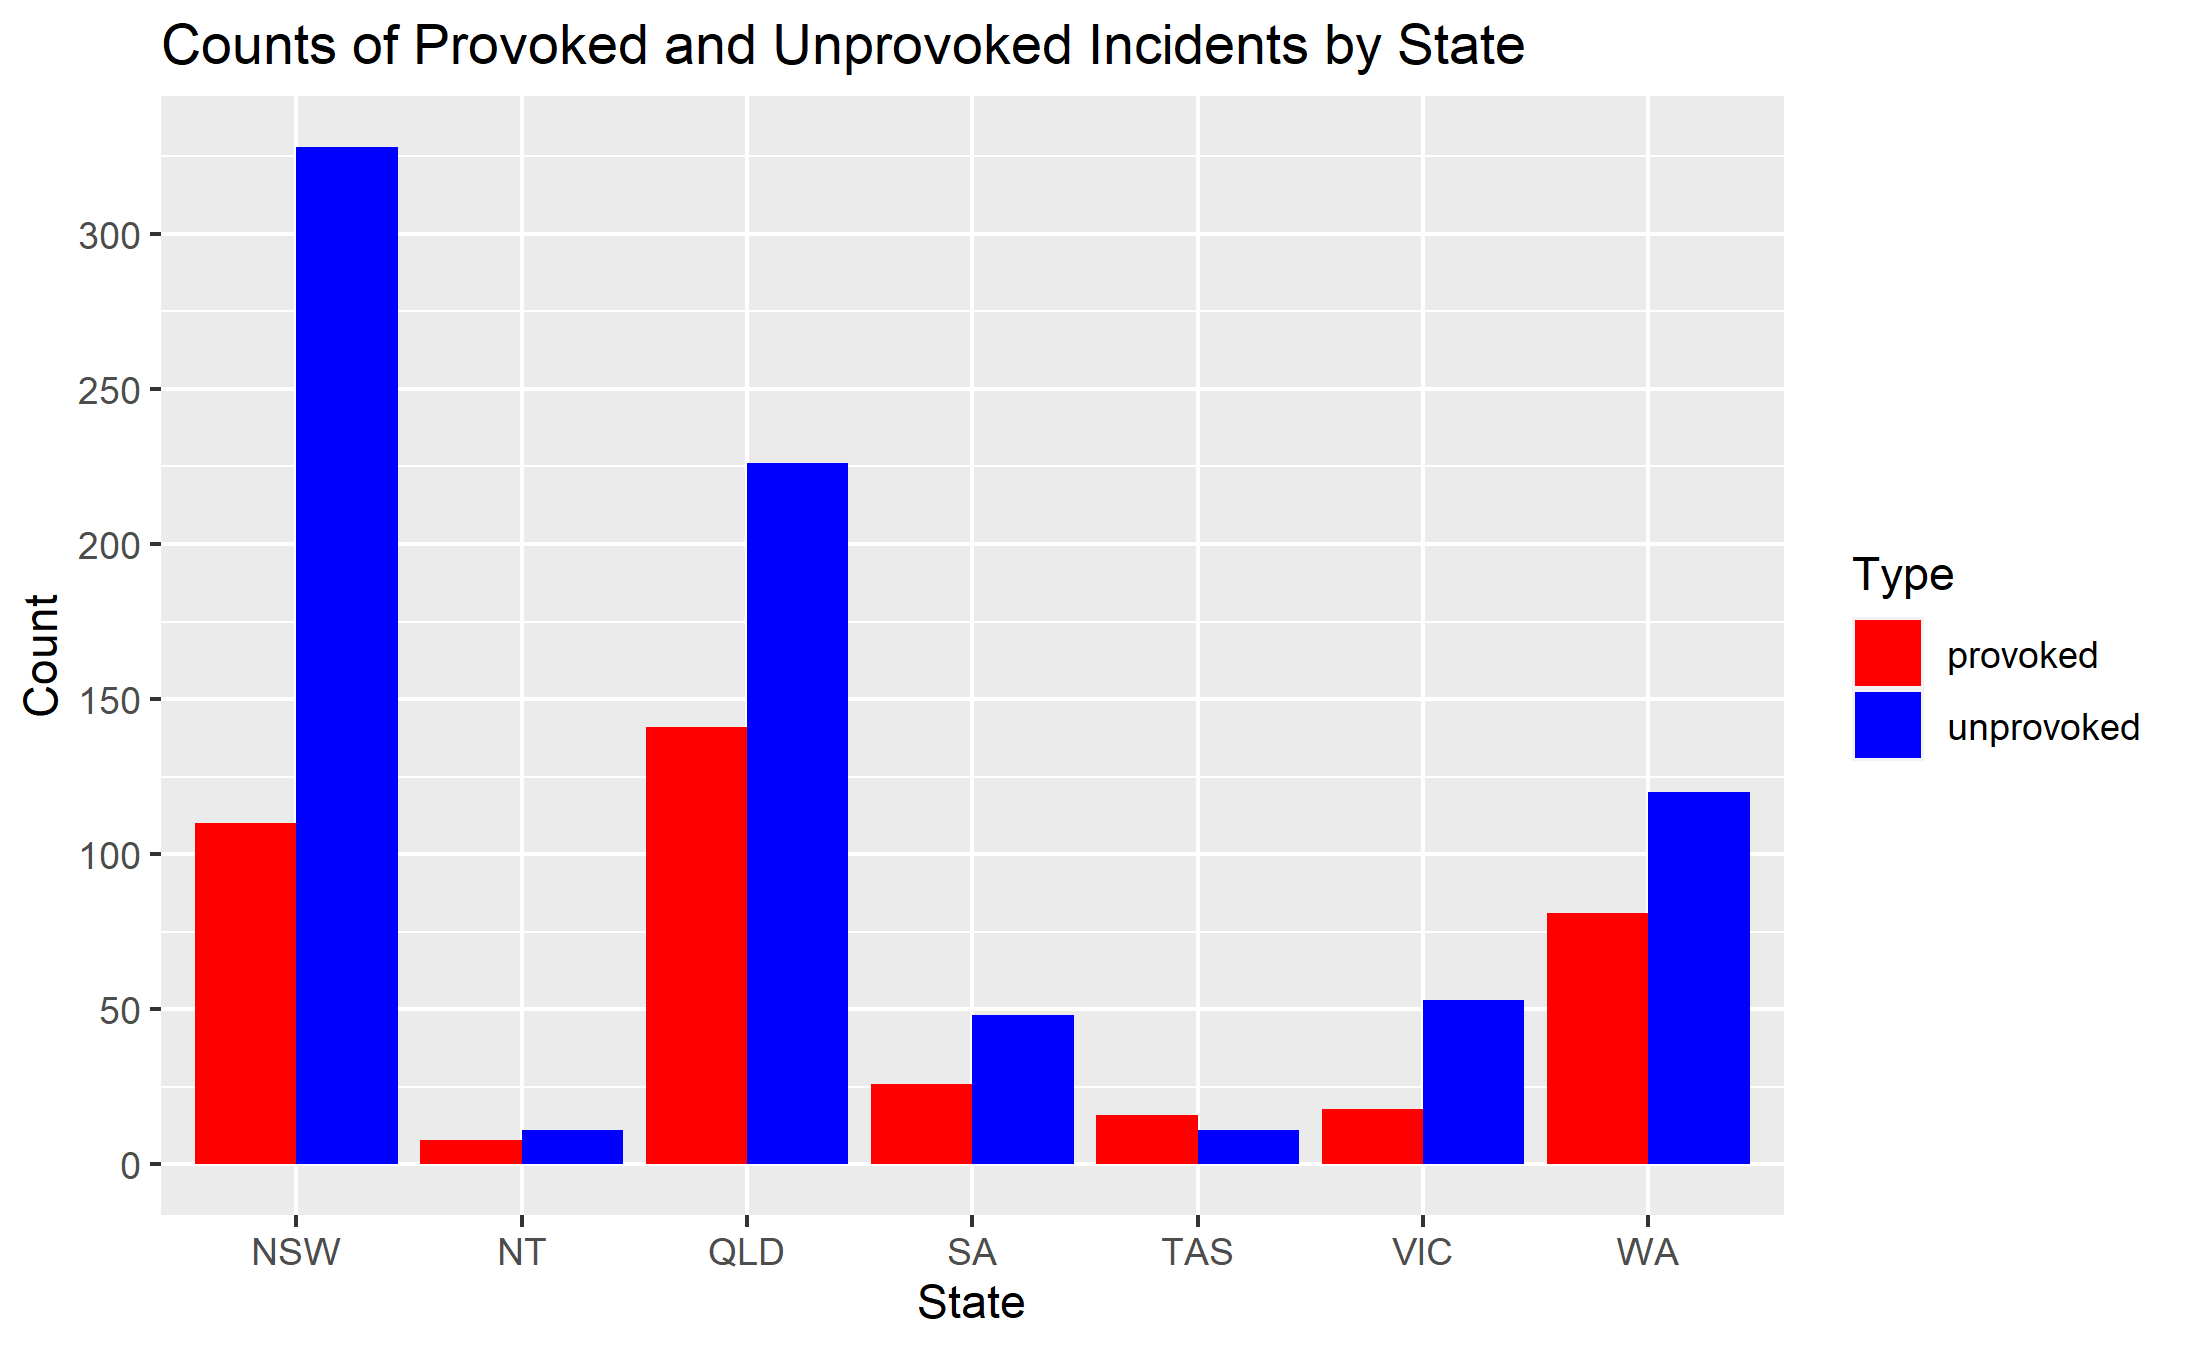 Counts of Provoked and Unprovoked Incidents by State
Count
300
250
200
150
100
50
0
NSW NT QLD SA TAS VIC WA
State
Type
provoked
unprovoked